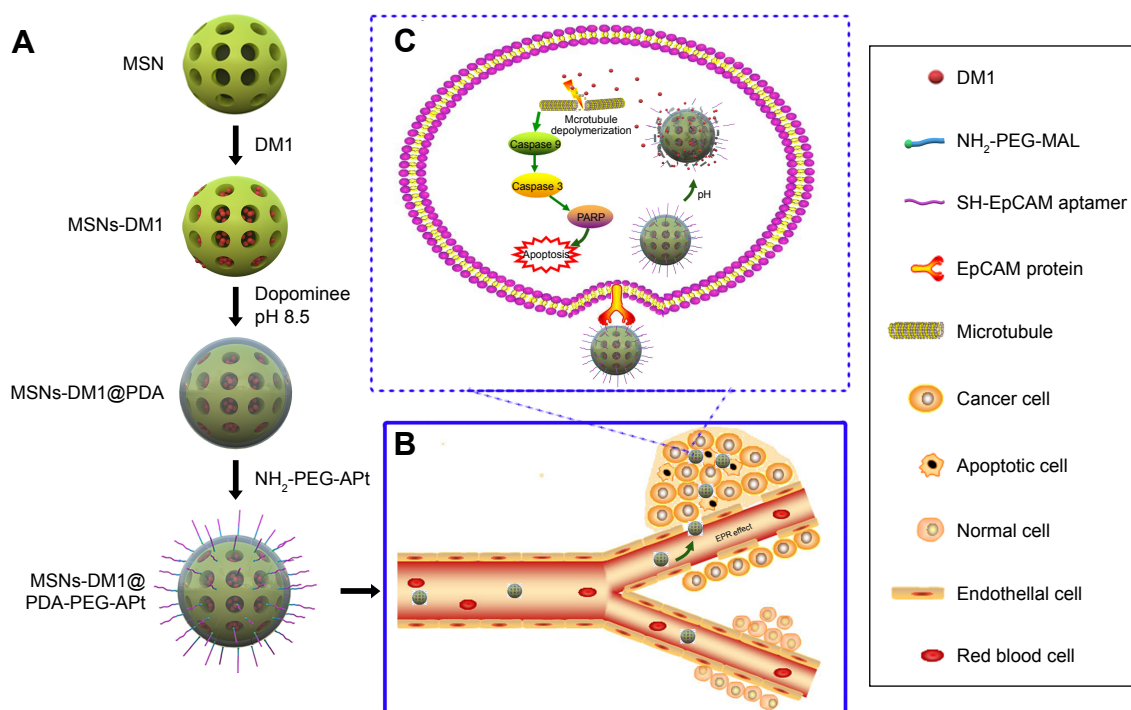 A
MSN
DM1
MSNs-DM1
Dopominee
pH 8.5
MSNs-DM1@PDA
NH₂-PEG-APt
MSNs-DM1@
PDA-PEG-APt
C
Mcrotubule
depolymerization
Caspase 9
Caspase 3
PARP
Apoptosis
pH
B
EPR effect
DM1
NH₂-PEG-MAL
SH-EpCAM aptamer
EpCAM protein
Microtubule
Cancer cell
Apoptotic cell
Normal cell
Endothellal cell
Red blood cell